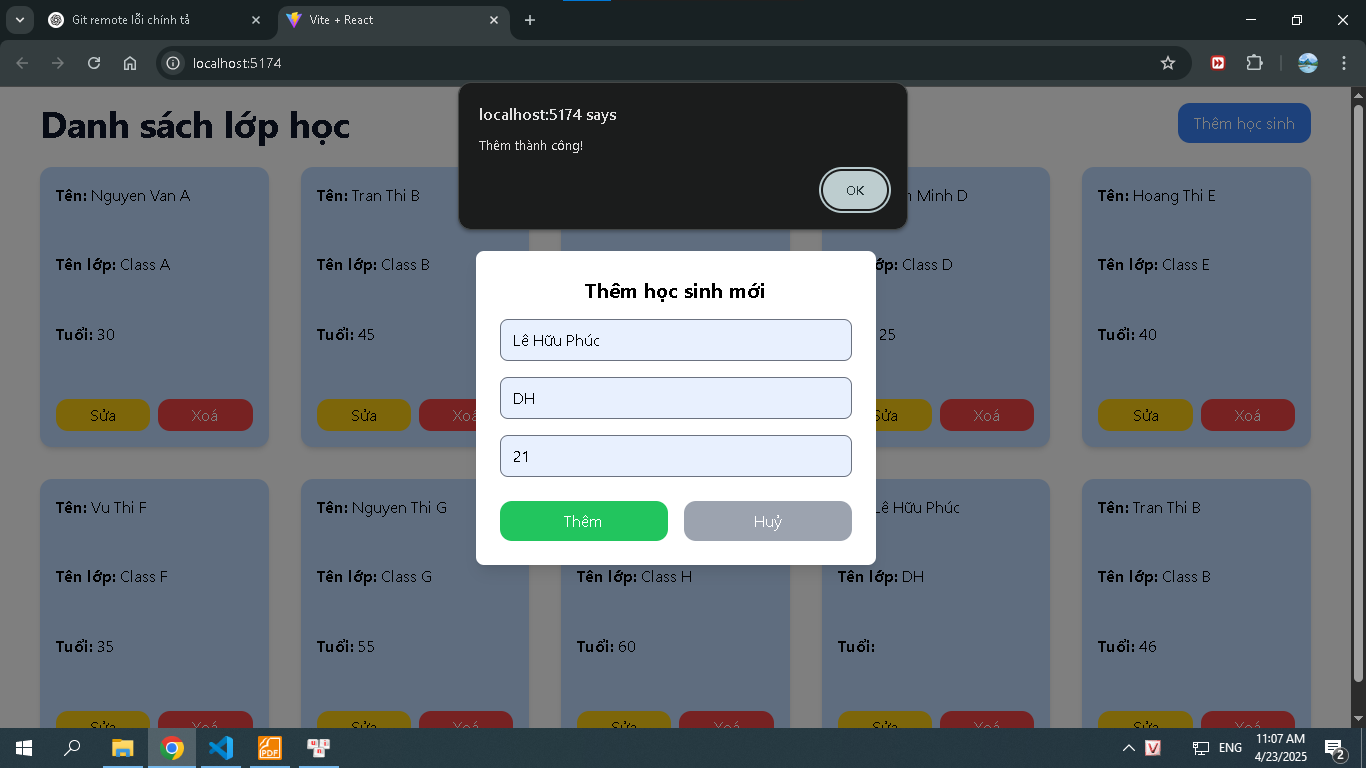 Git remote lỗi chính tả
Vite + React
localhost:5174
localhost:5174 says
Thêm thành công!
OK
Danh sách lớp học
Thêm học sinh
Tên: Nguyen Van A
Tên lớp: Class A
Tuổi: 30
Sửa Xoá
Tên: Tran Thi B
Tên lớp: Class B
Tuổi: 45
Sửa
Minh D
Class D
25
Xoá
Tên: Hoang Thi E
Tên lớp: Class E
Tuổi: 40
Sửa Xoá
Thêm học sinh mới
Lê Hữu Phúc
DH
21
Thêm Huỷ
Tên: Vu Thi F
Tên lớp: Class F
Tuổi: 35
Sửa Xoá
Tên: Nguyen Thi G
Tên lớp: Class G
Tuổi: 55
Sửa Xoá
Tên lớp: Class H
Tuổi: 60
Sửa Xoá
Lê Hữu Phúc
Tên lớp: DH
Tuổi:
Sửa Xoá
Tên: Tran Thi B
Tên lớp: Class B
Tuổi: 46
Sửa Xoá
PDF
ENG
11:07 AM
4/23/2025
2